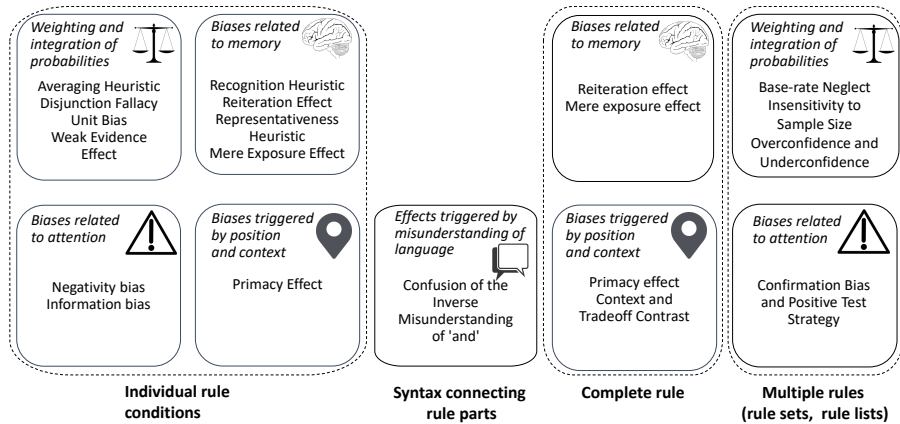 Weighting and
integration of
probabilities
Averaging Heuristic
Disjunction Fallacy
Unit Bias
Weak Evidence
Effect
Biases related
to memory
Recognition Heuristic
Reiteration Effect
Representativeness
Heuristic
Mere Exposure Effect
Biases related
to attention
Negativity bias
Information bias
Biases triggered
by position
and context
Primacy Effect
Individual rule
conditions
Effects triggered by
misunderstanding of
language
Confusion of the
Inverse
Misunderstanding
of 'and'
Syntax connecting
rule parts
Biases related
to memory
Reiteration effect
Mere exposure effect
Biases triggered
by position
and context
Primacy effect
Context and
Tradeoff Contrast
Complete rule
Weighting and
integration of
probabilities
Base-rate Neglect
Insensitivity to
Sample Size
Overconfidence and
Underconfidence
Biases related
to attention
Confirmation Bias
and Positive Test
Strategy
Multiple rules
(rule sets, rule lists)